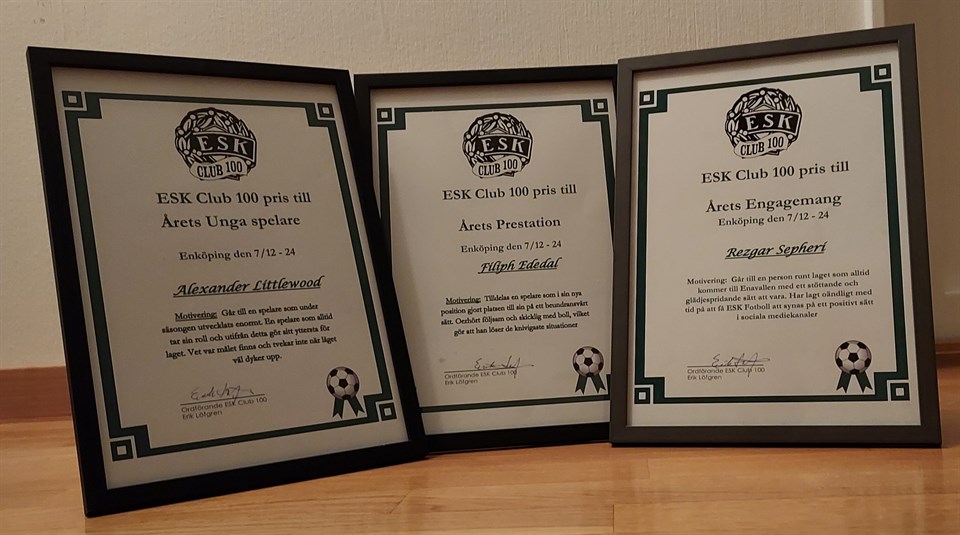 ESK
CLUB 100
ESK Club 100 pris till
Årets Unga spelare
Enköping den 7/12 - 24
Alexander Littlewood
Motivering: Går till en spelare som under
säsongen utvecklats enormt. En spelare som alltid
tar sin roll och utifrån detta gör sitt yttersta för
laget. Vet var målet finns och tvekar inte när läget
väl dyker upp.
Ordförande ESK Club 100
Erik Löfgren
ESK
CLUB 100
ESK Club 100 pris till
Årets Prestation
Enköping den 7/12 - 24
Filiph Ededal
Motivering: Tilldelas en spelare som i sin nya
position gjort platsen till sin på ett beundransvärt
sätt. Oerhört följsam och skicklig med boll, vilket
gör att han löser de knivigaste situationer
Ordförande ESK Club 100
Erik Löfgren
ESK
CLUB 100
ESK Club 100 pris till
Årets Engagemang
Enköping den 7/12 - 24
Rezgar Sepheri
Motivering: Går till en person runt laget som alltid
kommer till Enavallen med ett stöttande och
glädjespridande sätt att vara. Har lagt oändligt med
tid på att få ESK Fotboll att synas på ett positivt sätt
i sociala mediekanaler
Ordförande ESK Club 100
Erik Löfgren